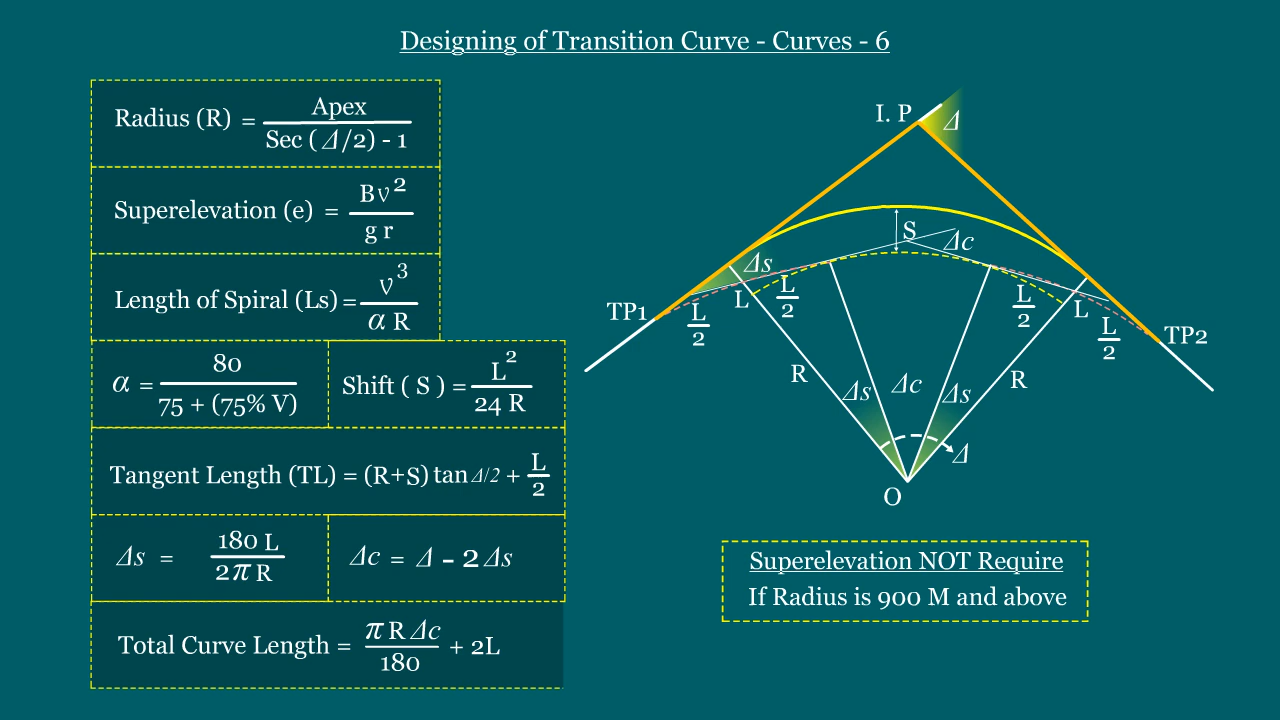 Designing of Transition Curve - Curves - 6
Radius (R) = Apex / Sec ( Δ/2) - 1
Superelevation (e) = Bv² / g r
Length of Spiral (Ls) = v³ / α R
α = 80 / 75 + (75% V)
Shift ( S ) = L² / 24 R
Tangent Length (TL) = (R+S) tan Δ/2 + L/2
Δs = 180 L / 2 π R
Δc = Δ - 2 Δs
Total Curve Length = π R Δc / 180 + 2L
I. P
Δ
S
Δc
Δs
L
L/2
L/2
TP1
L/2
L
L/2
TP2
R
R
Δs
Δc
Δs
Δ
O
Superelevation NOT Require
If Radius is 900 M and above